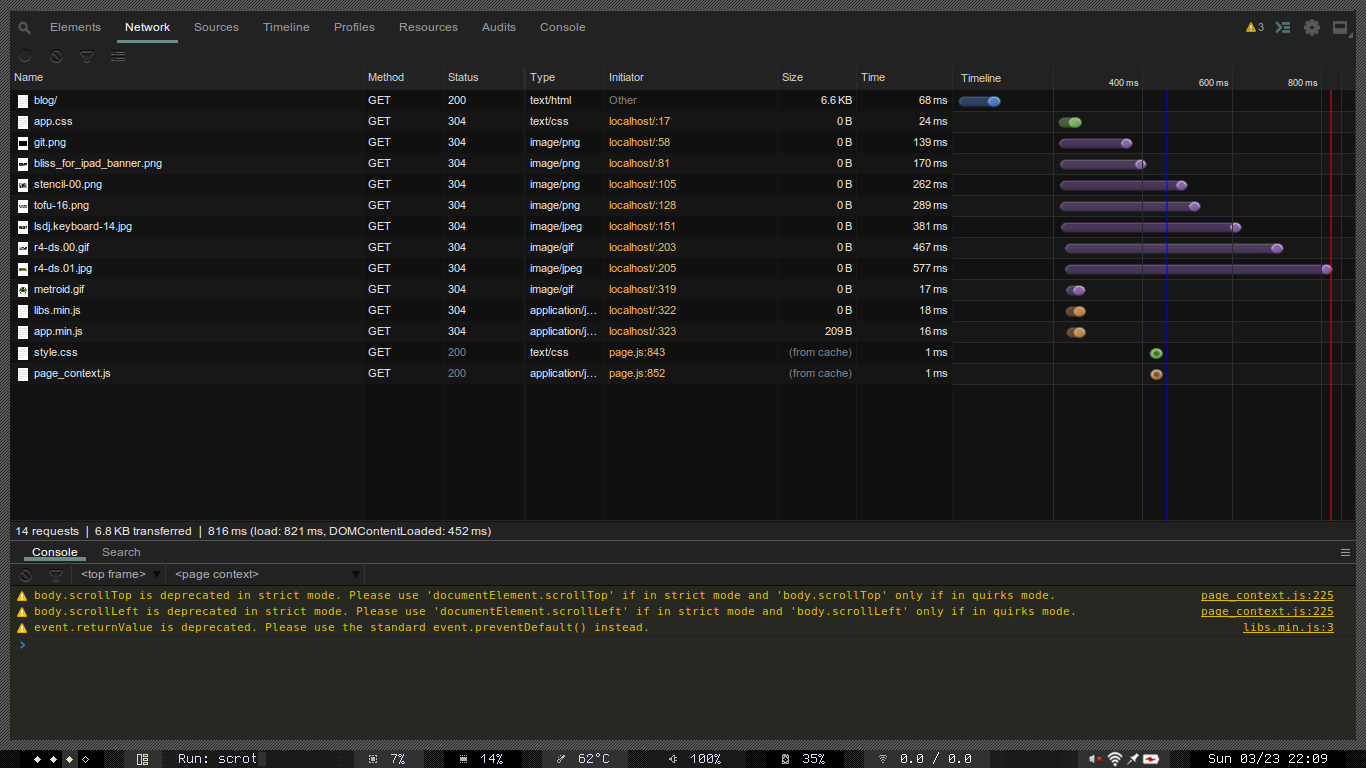 Elements Network Sources Timeline Profiles Resources Audits Console 3
Name Method Status Type Initiator Size Time Timeline 400 ms 600 ms 800 ms
blog/ GET 200 text/html Other 6.6 KB 68 ms
app.css GET 304 text/css localhost/:17 0 B 24 ms
git.png GET 304 image/png localhost/:58 0 B 139 ms
bliss_for_ipad_banner.png GET 304 image/png localhost/:81 0 B 170 ms
stencil-00.png GET 304 image/png localhost/:105 0 B 262 ms
tofu-16.png GET 304 image/png localhost/:128 0 B 289 ms
lsdj.keyboard-14.jpg GET 304 image/jpeg localhost/:151 0 B 381 ms
r4-ds.00.gif GET 304 image/gif localhost/:203 0 B 467 ms
r4-ds.01.jpg GET 304 image/jpeg localhost/:205 0 B 577 ms
metroid.gif GET 304 image/gif localhost/:319 0 B 17 ms
libs.min.js GET 304 application/j... localhost/:322 0 B 18 ms
app.min.js GET 304 application/j... localhost/:323 209 B 16 ms
style.css GET 200 text/css page.js:843 (from cache) 1 ms
page_context.js GET 200 application/j... page.js:852 (from cache) 1 ms
14 requests | 6.8 KB transferred | 816 ms (load: 821 ms, DOMContentLoaded: 452 ms)
Console Search
<top frame> ▼ <page context> ▼
body.scrollTop is deprecated in strict mode. Please use 'documentElement.scrollTop' if in strict mode and 'body.scrollTop' only if in quirks mode. page_context.js:225
body.scrollLeft is deprecated in strict mode. Please use 'documentElement.scrollLeft' if in strict mode and 'body.scrollLeft' only if in quirks mode. page_context.js:225
event.returnValue is deprecated. Please use the standard event.preventDefault() instead. libs.min.js:3
>
Run: scrot 7% 14% 62°C 100% 35% 0.0 / 0.0 Sun 03/23 22:09